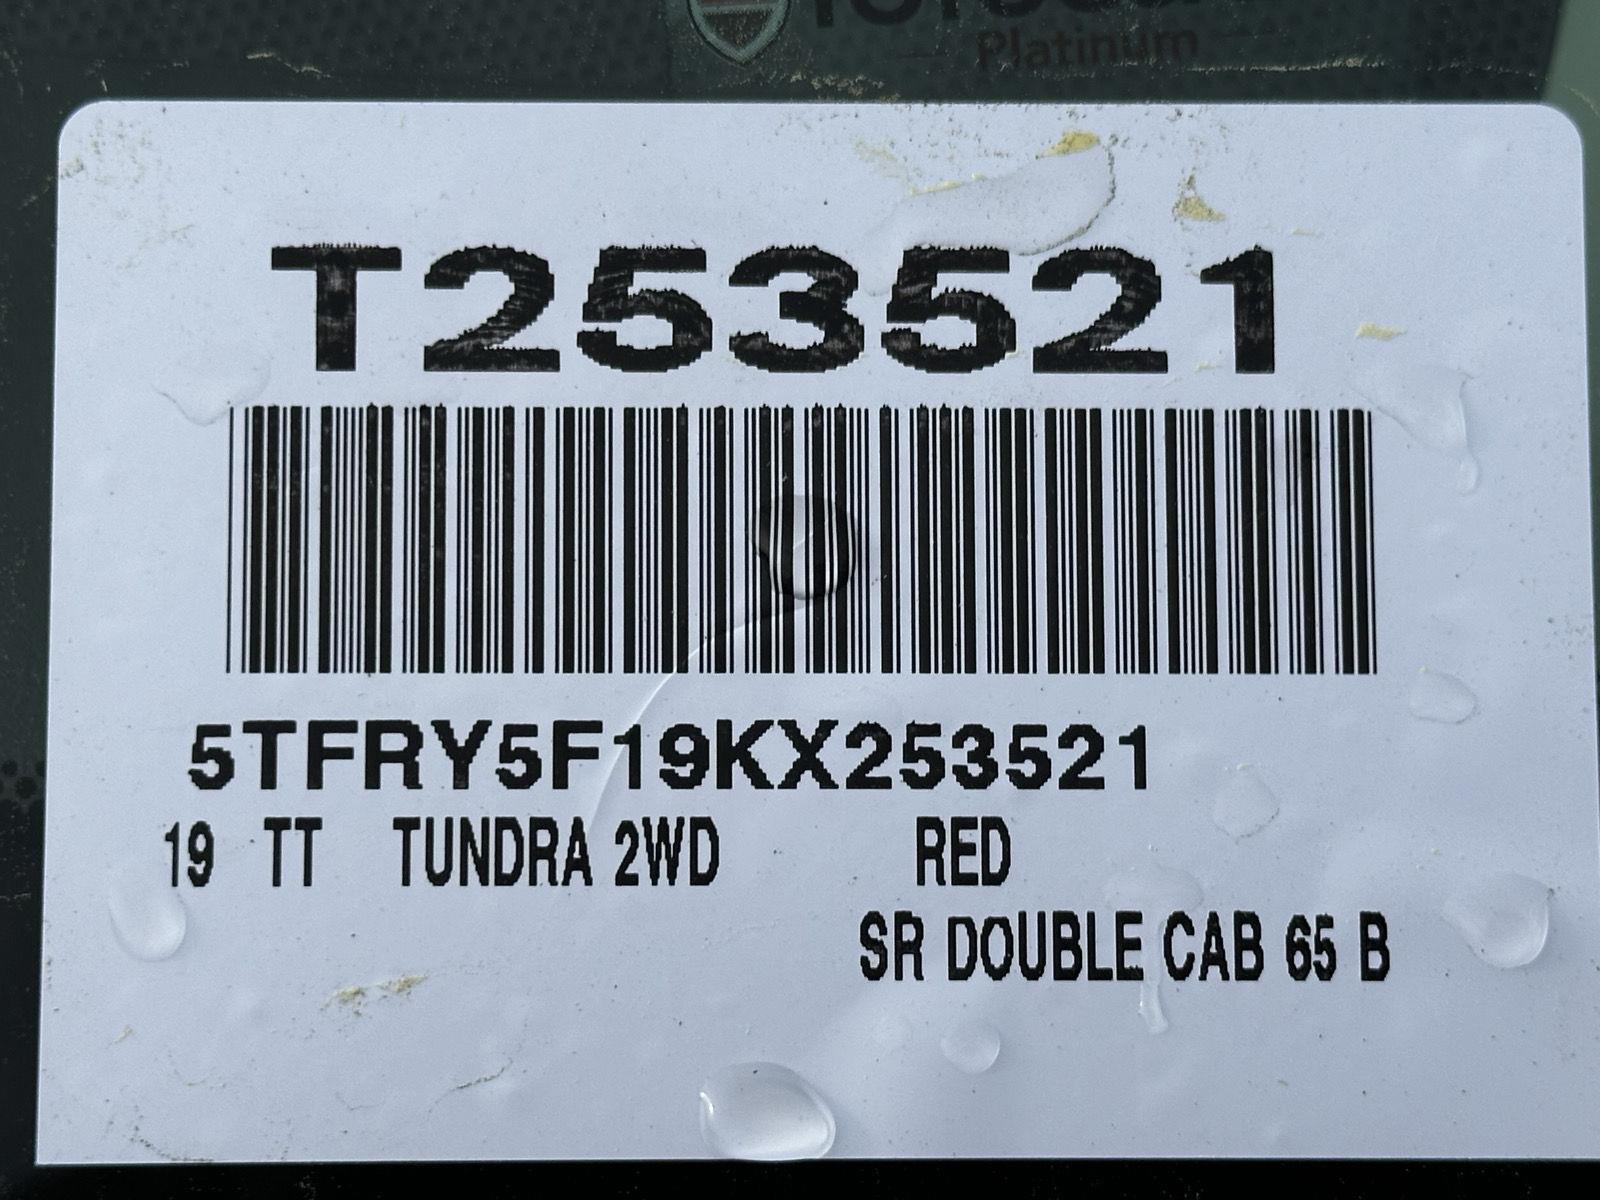 Platinum
T253521
5TFRY5F19KX253521
19 TT TUNDRA 2WD RED
SR DOUBLE CAB 65 B